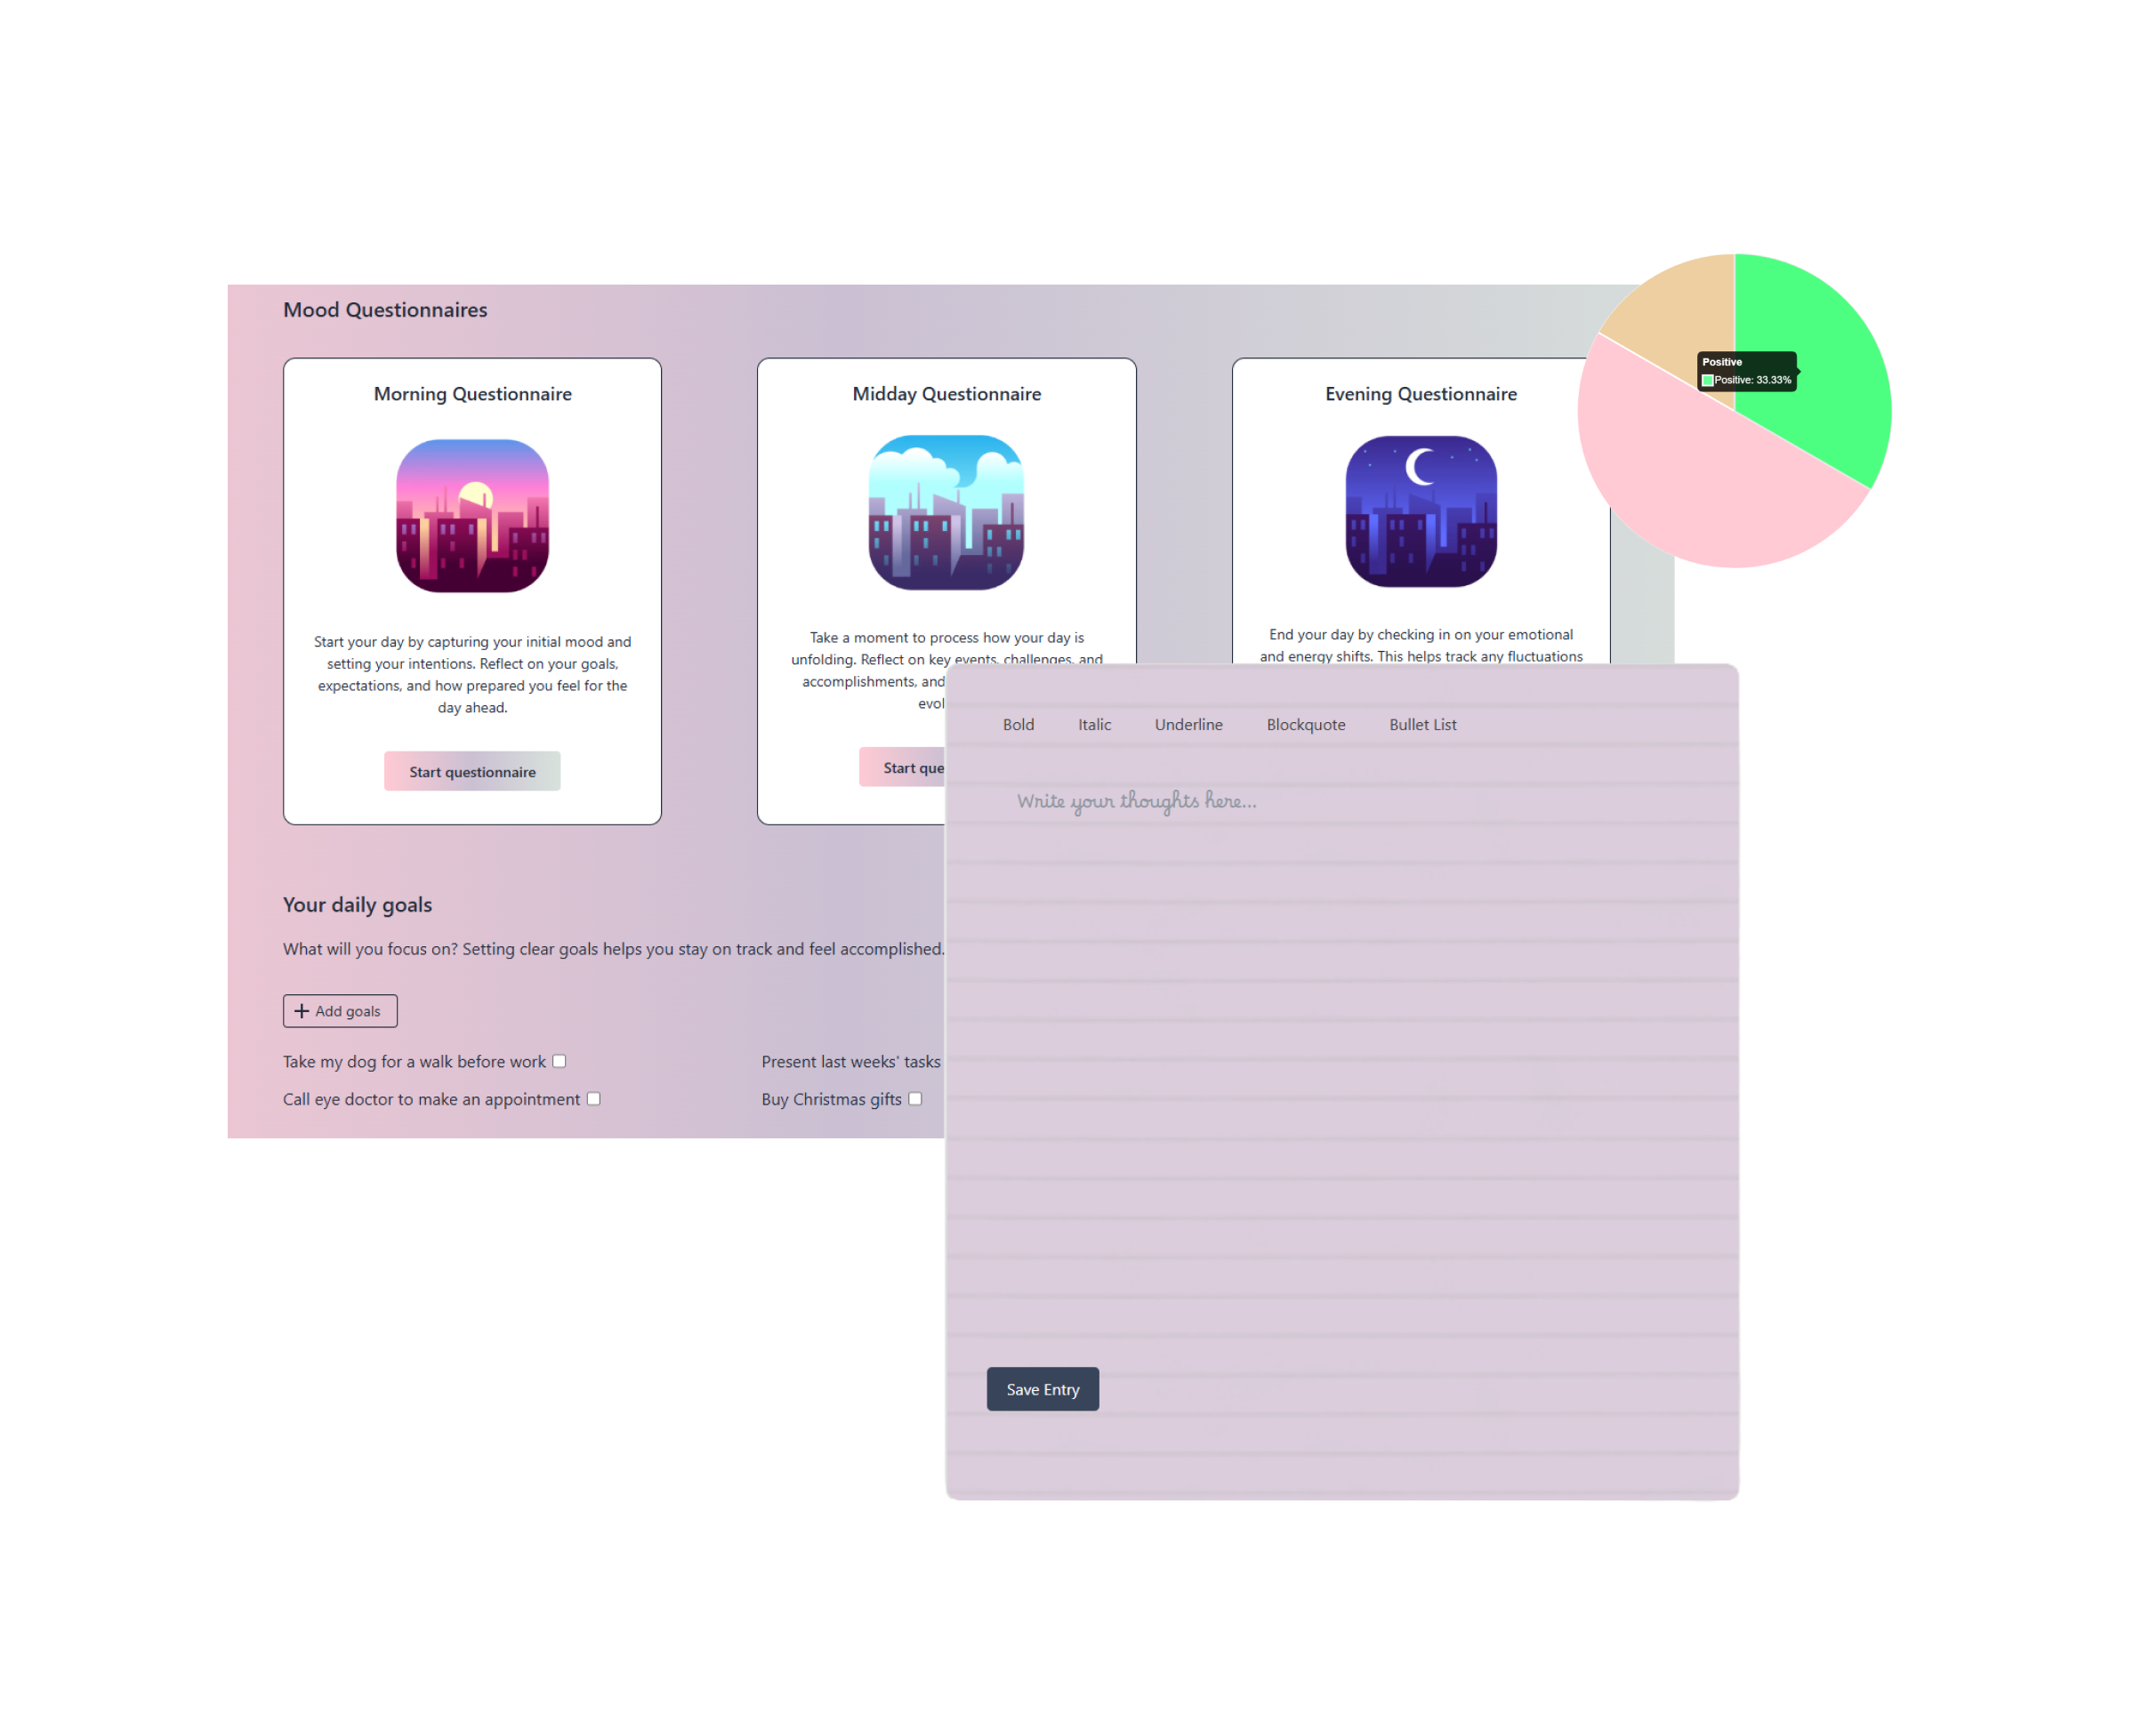 Mood Questionnaires
Morning Questionnaire
Start your day by capturing your initial mood and
setting your intentions. Reflect on your goals,
expectations, and how prepared you feel for the
day ahead.
Start questionnaire
Midday Questionnaire
Take a moment to process how your day is
unfolding. Reflect on key events, challenges, and
accomplishments, and
Start
Evening Questionnaire
End your day by checking in on your emotional
and energy shifts. This helps track any fluctuations
Positive
Positive: 33.33%
Your daily goals
What will you focus on? Setting clear goals helps you stay on track and feel accomplished.
Add goals
Take my dog for a walk before work
Present last weeks' tasks
Call eye doctor to make an appointment
Buy Christmas gifts
Bold Italic Underline Blockquote Bullet List
Write your thoughts here...
Save Entry